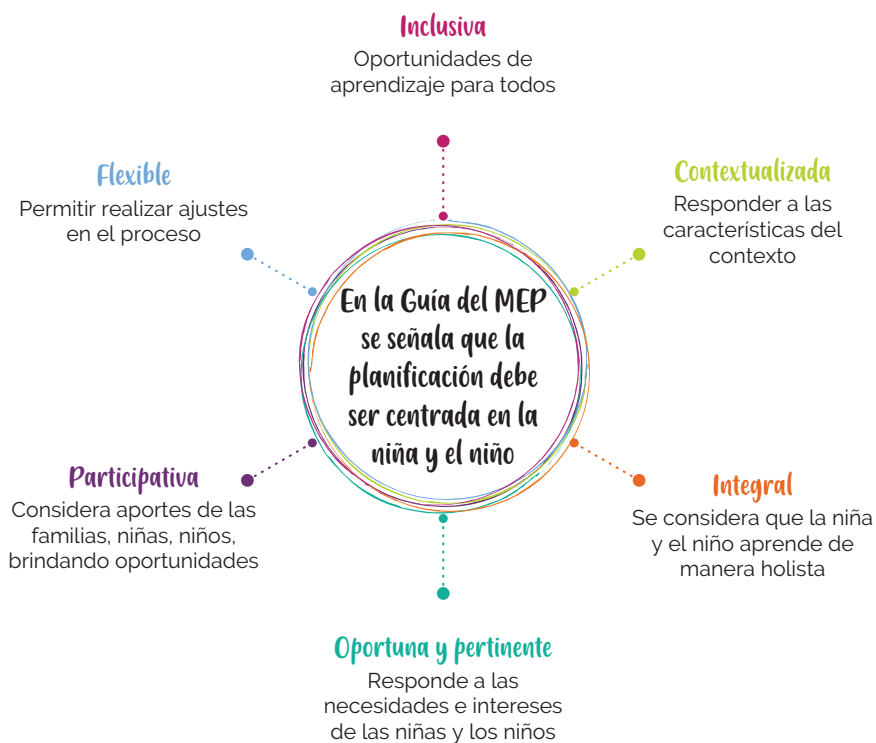 Inclusiva
Oportunidades de
aprendizaje para todos
Flexible
Permitir realizar ajustes
en el proceso
Contextualizada
Responder a las
características del
contexto
En la Guía del MEP
se señala que la
planificación debe
ser centrada en la
niña y el niño
Participativa
Considera aportes de las
familias, niñas, niños,
brindando oportunidades
Integral
Se considera que la niña
y el niño aprende de
manera holista
Oportuna y pertinente
Responde a las
necesidades e intereses
de las niñas y los niños